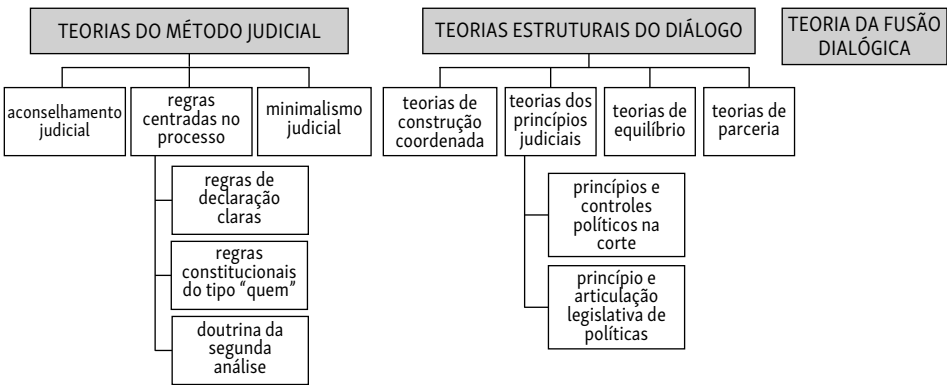 TEORIAS DO MÉTODO JUDICIAL
aconselhamento
judicial
regras
centradas no
processo
minimalismo
judicial
regras de
declaração
claras
regras
constitucionais
do tipo “quem”
doutrina da
segunda
análise
TEORIAS ESTRUTURAIS DO DIÁLOGO
teorias de
construção
coordenada
teorias dos
princípios
judiciais
teorias de
equilíbrio
teorias de
parceria
princípios e
controles
políticos na
corte
princípio e
articulação
legislativa de
políticas
TEORIA DA FUSÃO
DIALÓGICA